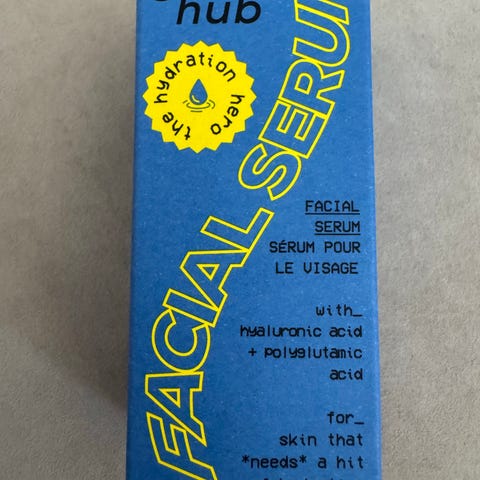 hub
the hydration hero
FACIAL SERUM
FACIAL
SERUM
SÉRUM POUR
LE VISAGE
with_
hyaluronic acid
+ polyglutamic
acid
for_
skin that
*needs* a hit